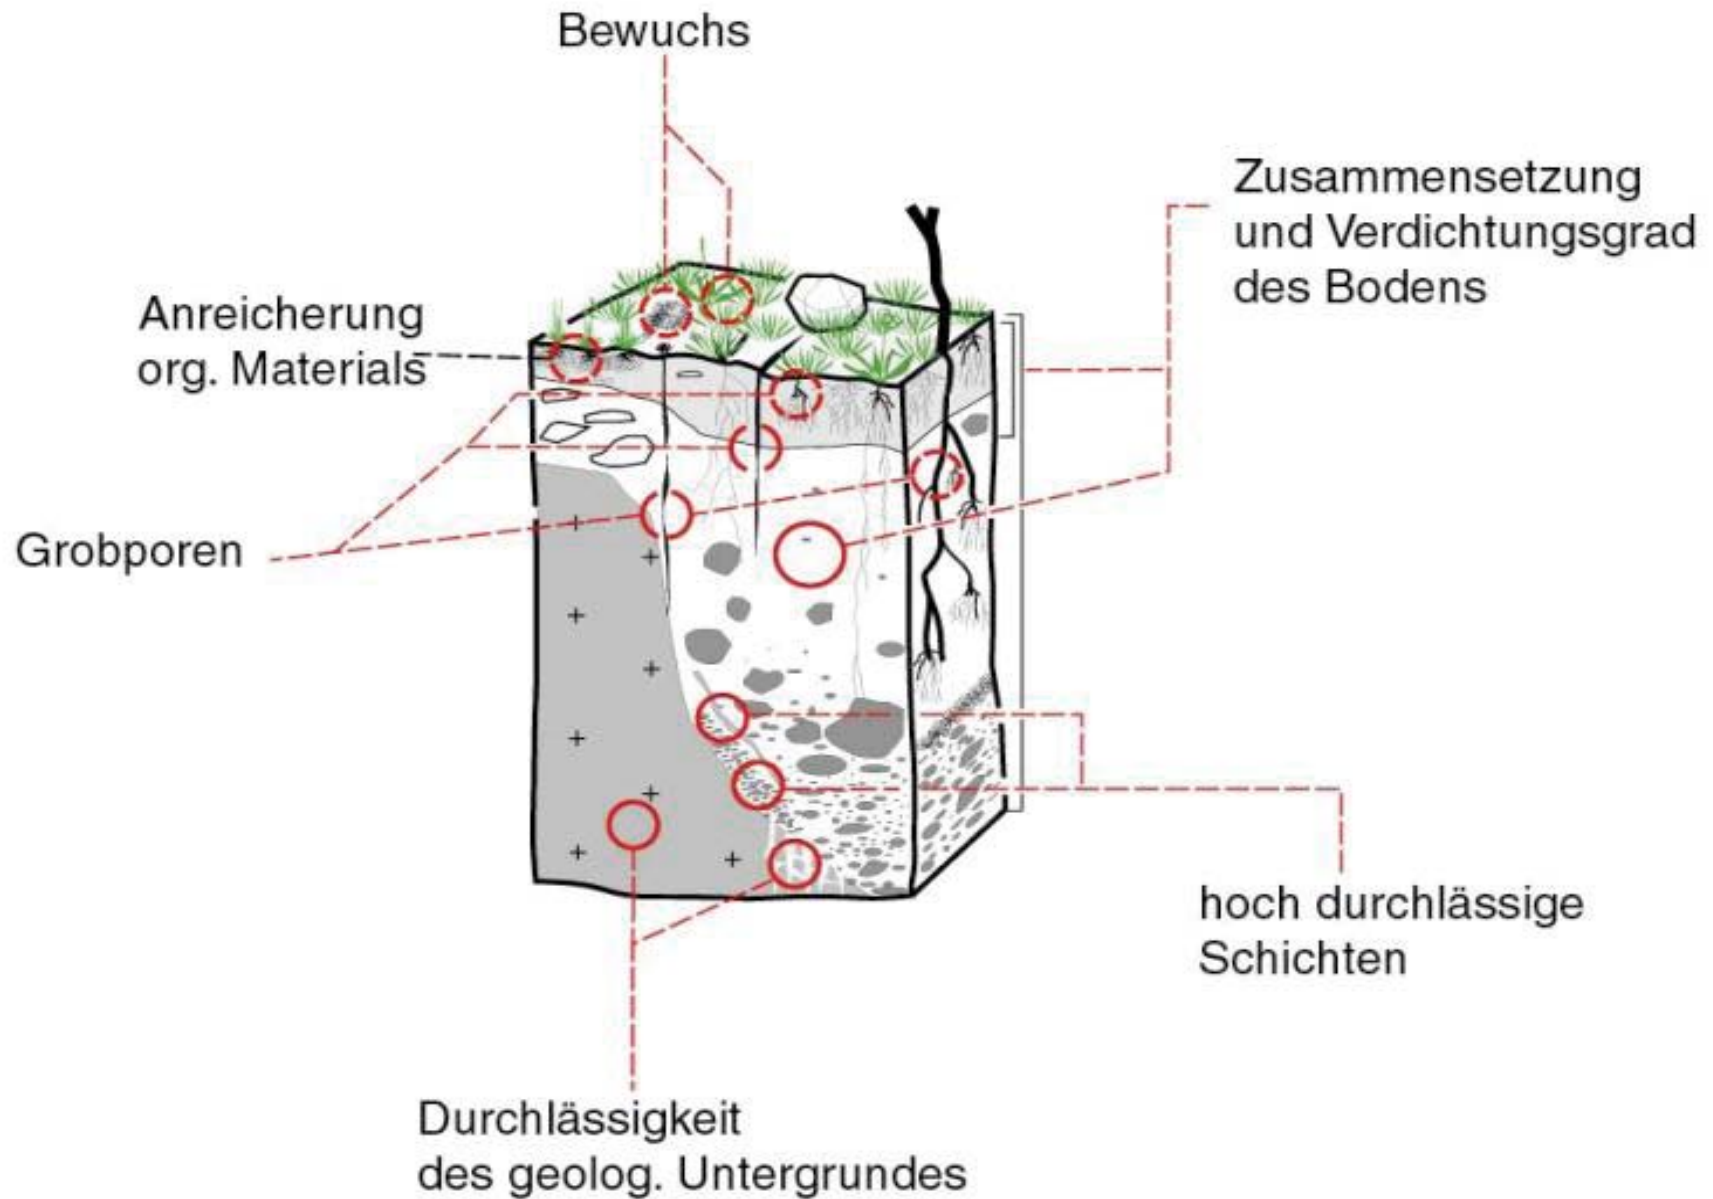 Bewuchs
Zusammensetzung
und Verdichtungsgrad
des Bodens
Anreicherung
org. Materials
Grobporen
hoch durchlässige
Schichten
Durchlässigkeit
des geolog. Untergrundes